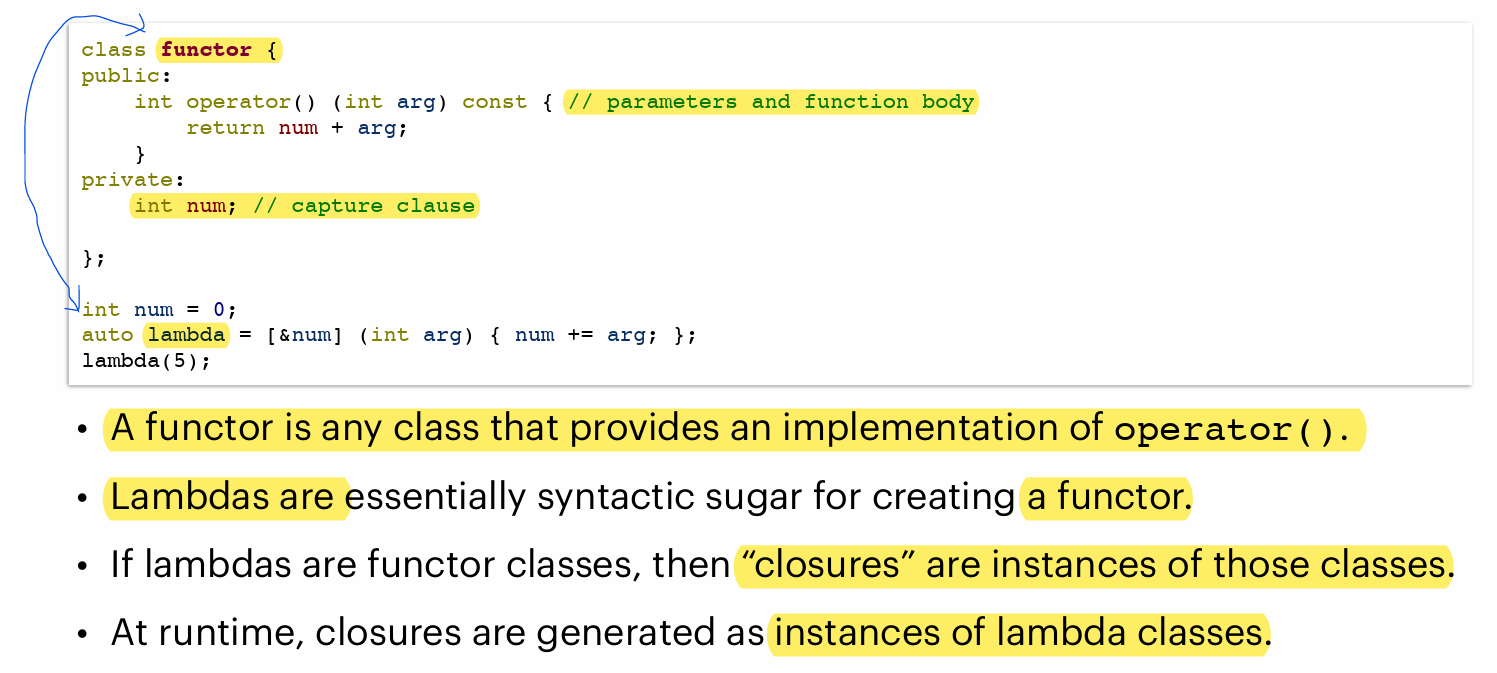 class functor {
public:
    int operator() (int arg) const { // parameters and function body
        return num + arg;
    }
private:
    int num; // capture clause
};
int num = 0;
auto lambda = [&num] (int arg) { num += arg; };
lambda(5);
• A functor is any class that provides an implementation of operator().
• Lambdas are essentially syntactic sugar for creating a functor.
• If lambdas are functor classes, then “closures” are instances of those classes.
• At runtime, closures are generated as instances of lambda classes.